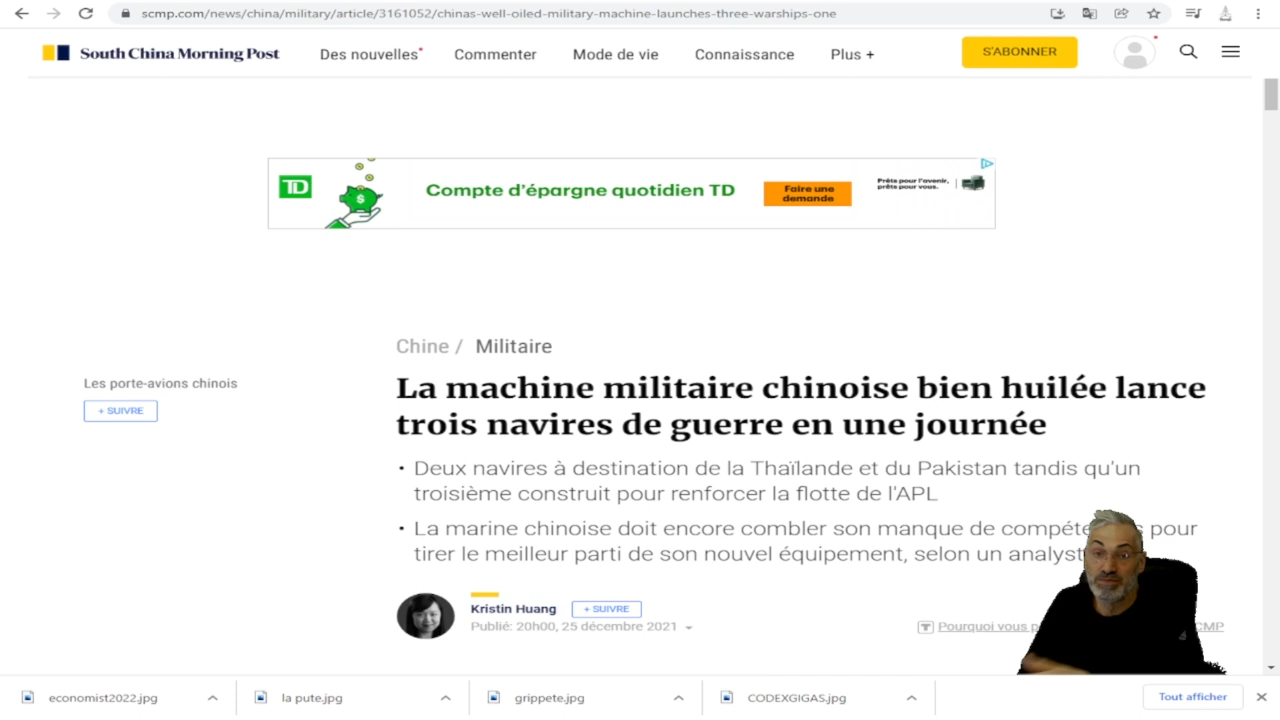 scmp.com/news/china/military/article/3161052/chinas-well-oiled-military-machine-launches-three-warships-one
South China Morning Post
Des nouvelles
Commenter
Mode de vie
Connaissance
Plus +
S'ABONNER
TD
Compte d'épargne quotidien TD
Faire une
demande
Prêts pour l'avenir,
prêts pour vous.
Chine / Militaire
Les porte-avions chinois
+ SUIVRE
La machine militaire chinoise bien huilée lance
trois navires de guerre en une journée
• Deux navires à destination de la Thaïlande et du Pakistan tandis qu'un
troisième construit pour renforcer la flotte de l'APL
• La marine chinoise doit encore combler son manque de pour
tirer le meilleur parti de son nouvel équipement, selon un
Kristin Huang
+ SUIVRE
Publié: 20h00, 25 décembre 2021
Pourquoi vous CMP
economist2022.jpg
la pute.jpg
grippete.jpg
CODEXGIGAS.jpg
Tout afficher